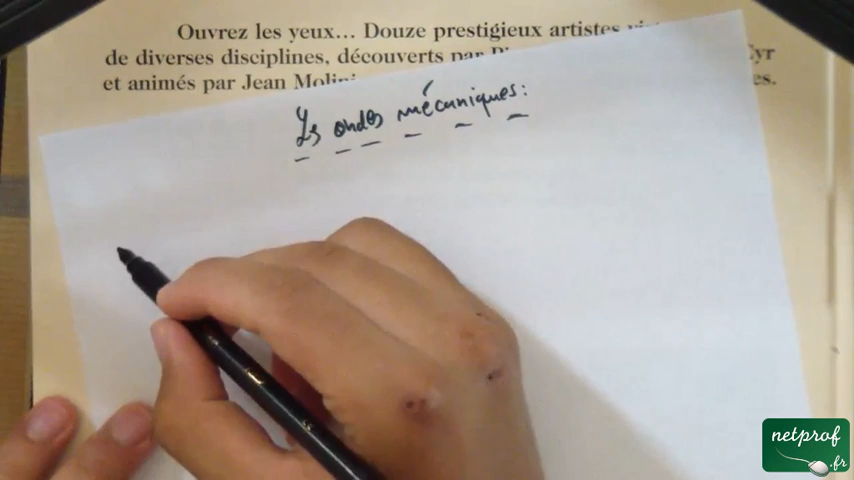 Ouvrez les yeux... Douze prestigieux artistes
de diverses disciplines, découverts par
et animés par Jean
Les ondes mécaniques:
netprof
.fr